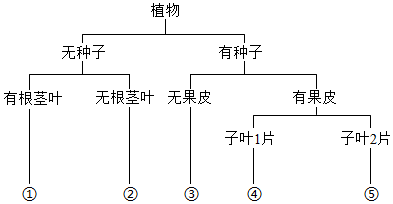 植物
无种子 有种子
有根茎叶 无根茎叶 无果皮 有果皮
子叶1片 子叶2片
① ② ③ ④ ⑤